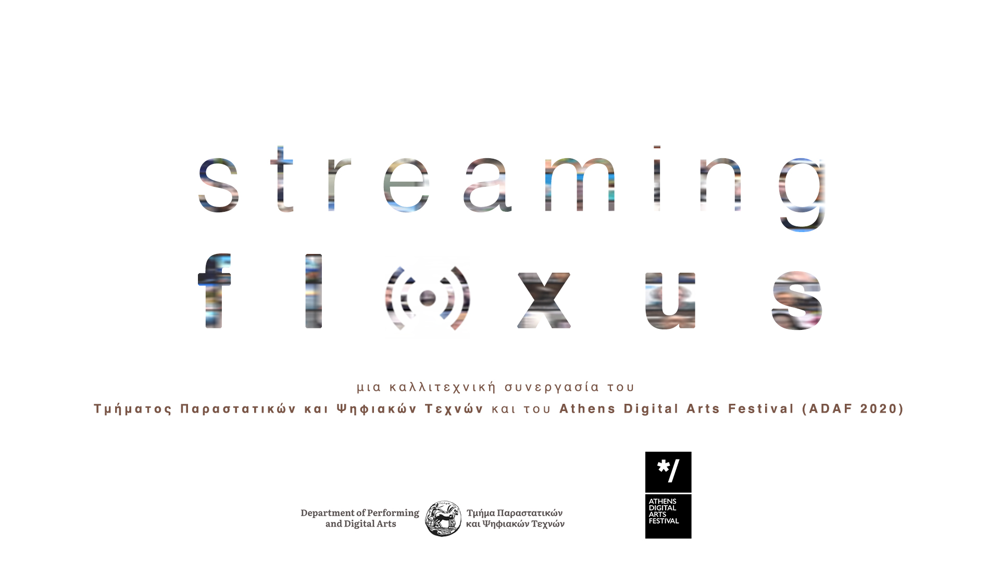 streaming
fl xus
μια καλλιτεχνική συνεργασία του
Τμήματος Παραστατικών και Ψηφιακών Τεχνών και του Athens Digital Arts Festival (ADAF 2020)
*/
ATHENS
DIGITAL
ARTS
FESTIVAL
Department of Performing
and Digital Arts
Τμήμα Παραστατικών
και Ψηφιακών Τεχνών